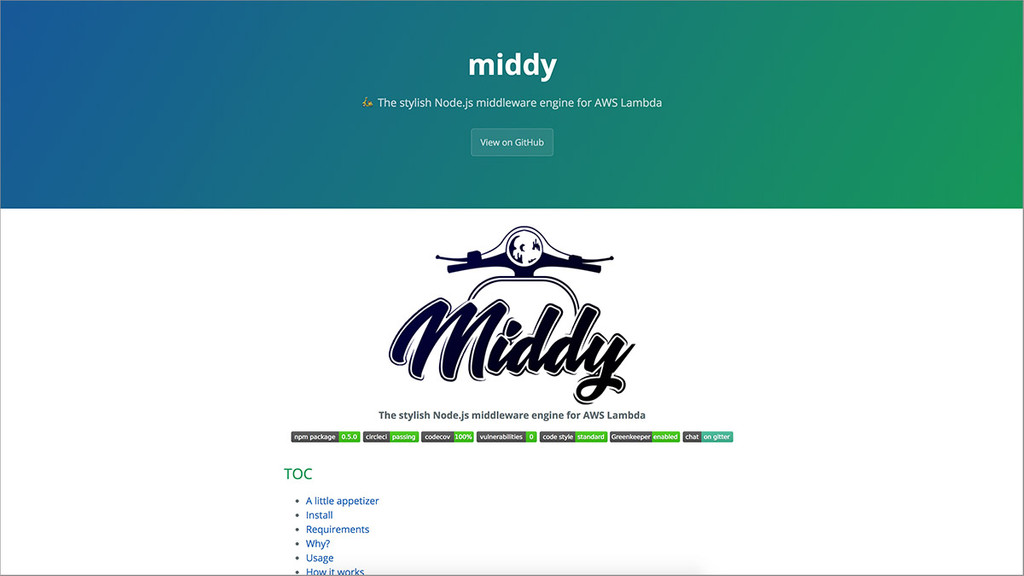 middy
🛵 The stylish Node.js middleware engine for AWS Lambda
View on GitHub
Middy
The stylish Node.js middleware engine for AWS Lambda
npm package 0.5.0 circleci passing codecov 100% vulnerabilities 0 code style standard Greenkeeper enabled chat on gitter
TOC
• A little appetizer
• Install
• Requirements
• Why?
• Usage
• How it works